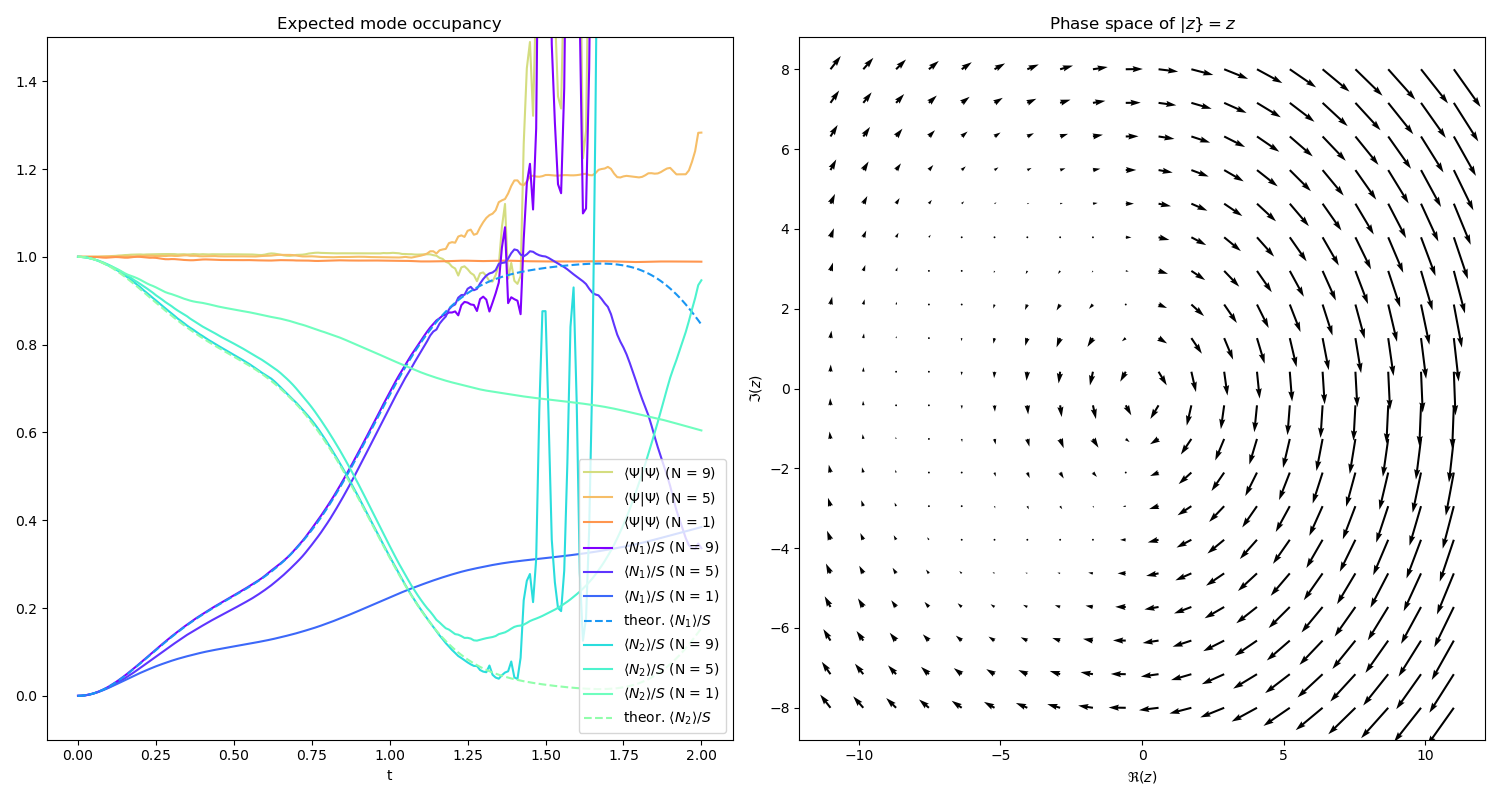 Expected mode occupancy
1.4
1.2
1.0
0.8
0.6
0.4
0.2
0.0
0.00 0.25 0.50 0.75 1.00 1.25 1.50 1.75 2.00
t
⟨Ψ|Ψ⟩ (N = 9)
⟨Ψ|Ψ⟩ (N = 5)
⟨Ψ|Ψ⟩ (N = 1)
⟨N₁⟩/S (N = 9)
⟨N₁⟩/S (N = 5)
⟨N₁⟩/S (N = 1)
theor. ⟨N₁⟩/S
⟨N₂⟩/S (N = 9)
⟨N₂⟩/S (N = 5)
⟨N₂⟩/S (N = 1)
theor. ⟨N₂⟩/S
Phase space of |z} = z
ℑ(z)
8
6
4
2
0
−2
−4
−6
−8
−10 −5 0 5 10
ℜ(z)